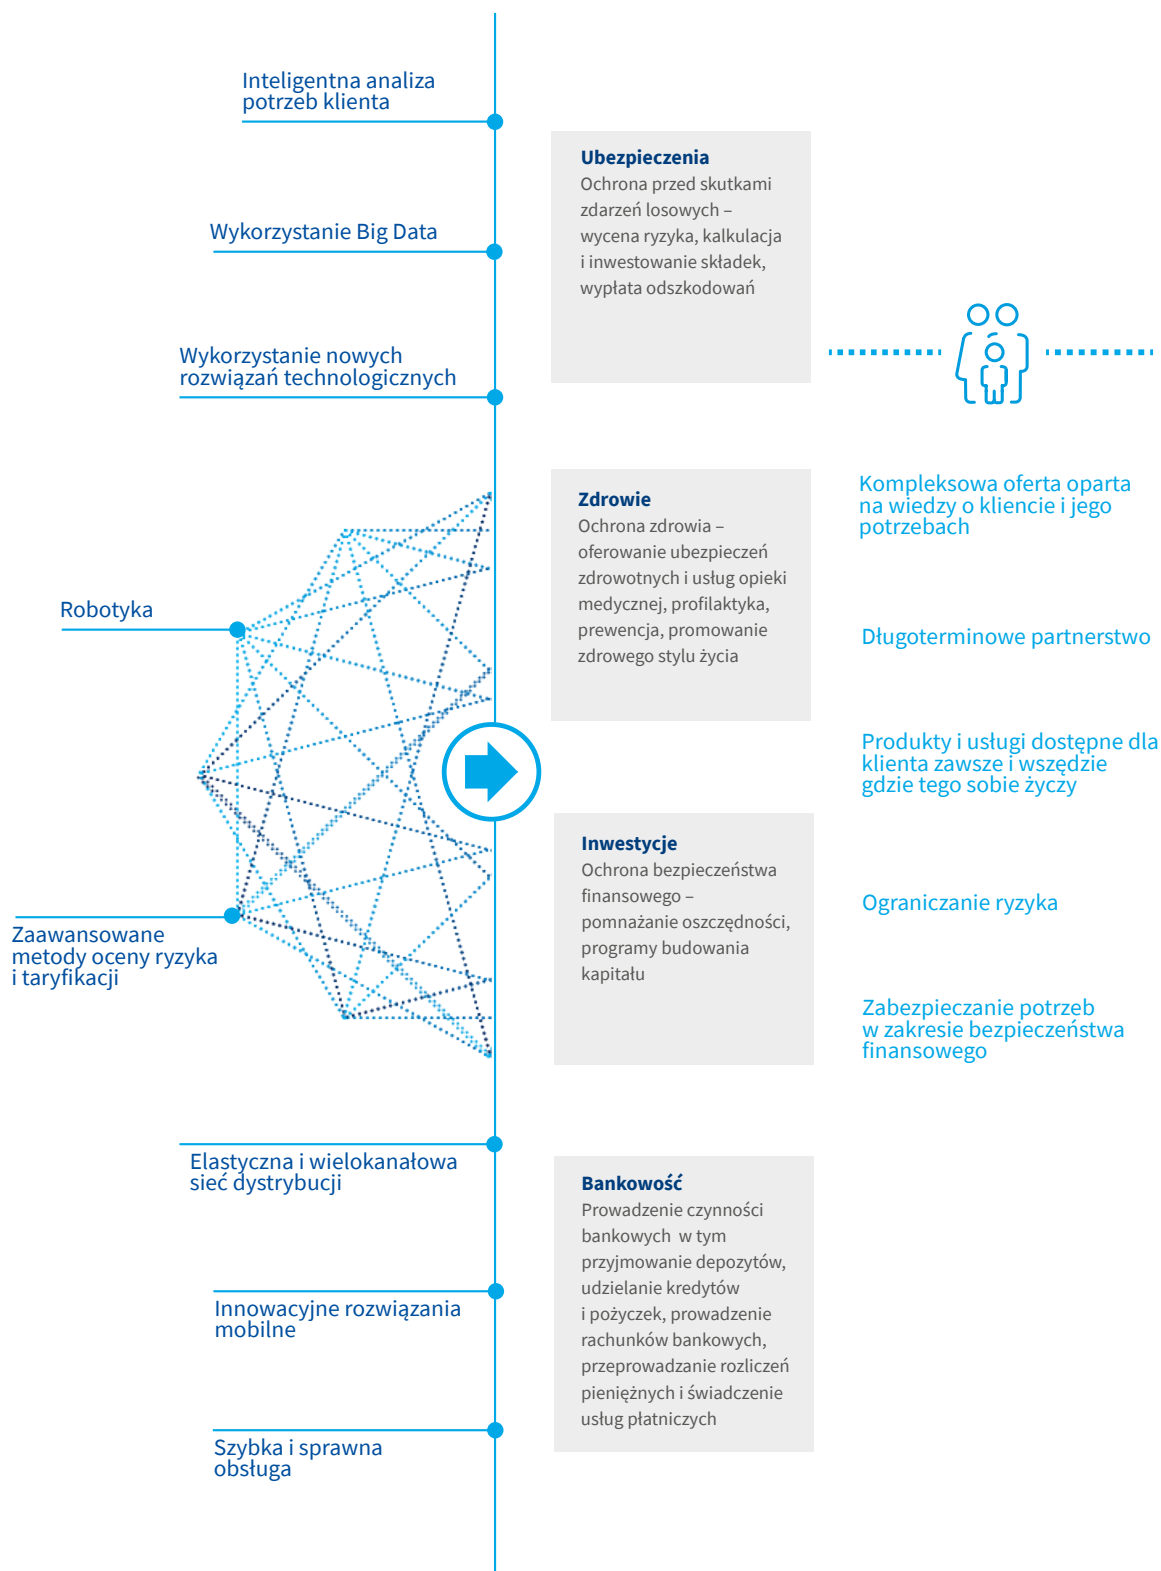 Inteligentna analiza
potrzeb klienta
Wykorzystanie Big Data
Wykorzystanie nowych
rozwiązań technologicznych
Robotyka
Zaawansowane
metody oceny ryzyka
i taryfikacji
Elastyczna i wielokanałowa
sieć dystrybucji
Innowacyjne rozwiązania
mobilne
Szybka i sprawna
obsługa
Ubezpieczenia
Ochrona przed skutkami
zdarzeń losowych –
wycena ryzyka, kalkulacja
i inwestowanie składek,
wypłata odszkodowań
Zdrowie
Ochrona zdrowia –
oferowanie ubezpieczeń
zdrowotnych i usług opieki
medycznej, profilaktyka,
prewencja, promowanie
zdrowego stylu życia
Inwestycje
Ochrona bezpieczeństwa
finansowego –
pomnażanie oszczędności,
programy budowania
kapitału
Bankowość
Prowadzenie czynności
bankowych w tym
przyjmowanie depozytów,
udzielanie kredytów
i pożyczek, prowadzenie
rachunków bankowych,
przeprowadzanie rozliczeń
pieniężnych i świadczenie
usług płatniczych
Kompleksowa oferta oparta
na wiedzy o kliencie i jego
potrzebach
Długoterminowe partnerstwo
Produkty i usługi dostępne dla
klienta zawsze i wszędzie
gdzie tego sobie życzy
Ograniczanie ryzyka
Zabezpieczanie potrzeb
w zakresie bezpieczeństwa
finansowego